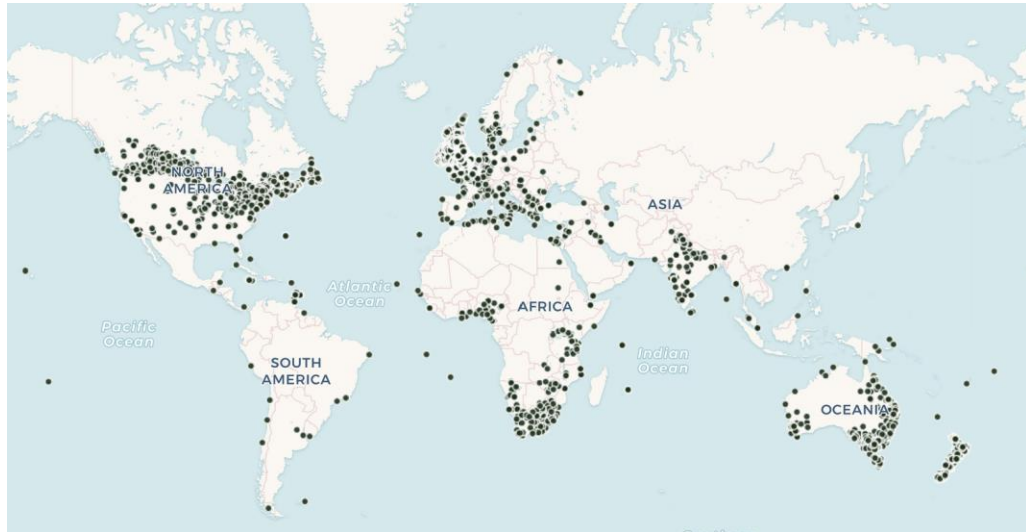 NORTH
AMERICA
ASIA
Atlantic
Ocean
AFRICA
Pacific
Ocean
Indian
Ocean
SOUTH
AMERICA
OCEANIA